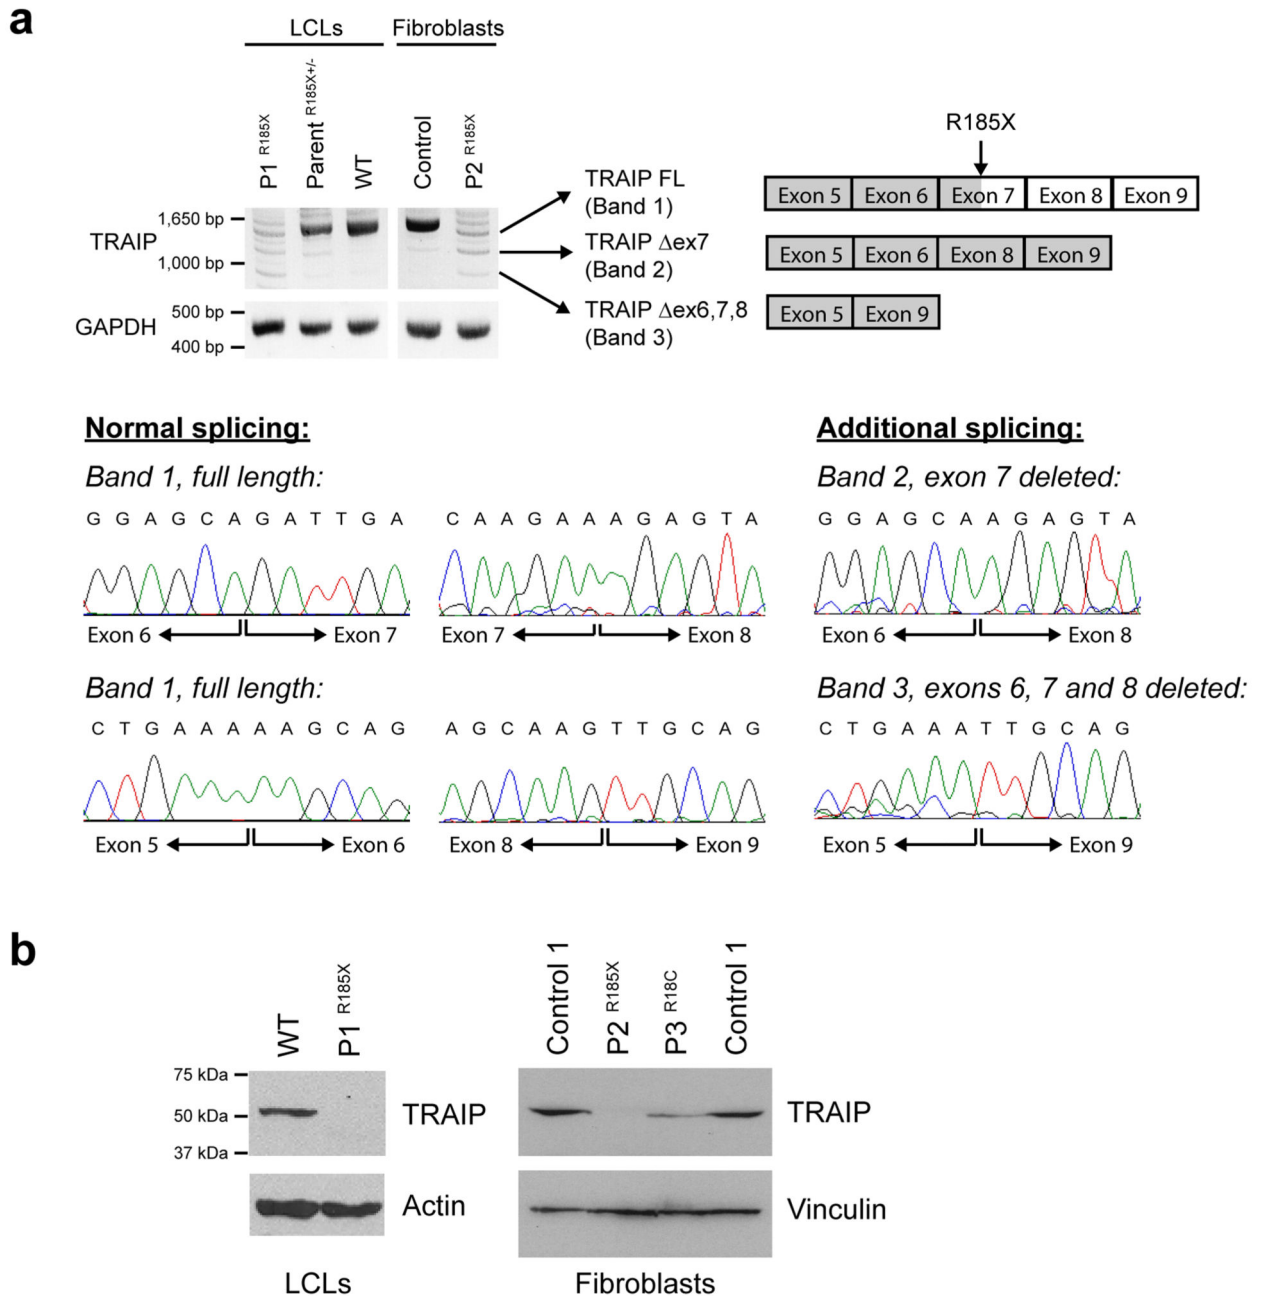 a
LCLs
Fibroblasts
P1 R185X
Parent R185X+/-
WT
Control
P2 R185X
TRAIP
1,650 bp
1,000 bp
GAPDH
500 bp
400 bp
TRAIP FL
(Band 1)
TRAIP Δex7
(Band 2)
TRAIP Δex6,7,8
(Band 3)
R185X
Exon 5 Exon 6 Exon 7 Exon 8 Exon 9
Exon 5 Exon 6 Exon 8 Exon 9
Exon 5 Exon 9
Normal splicing:
Additional splicing:
Band 1, full length:
Band 2, exon 7 deleted:
G G A G C A G A T T G A
C A A G A A A G A G T A
G G A G C A A G A G T A
Exon 6 Exon 7
Exon 7 Exon 8
Exon 6 Exon 8
Band 1, full length:
Band 3, exons 6, 7 and 8 deleted:
C T G A A A A A G C A G
A G C A A G T T G C A G
C T G A A A T T G C A G
Exon 5 Exon 6
Exon 8 Exon 9
Exon 5 Exon 9
b
WT
P1 R185X
Control 1
P2 R185X
P3 R18C
Control 1
75 kDa
50 kDa
37 kDa
TRAIP
TRAIP
Actin
Vinculin
LCLs
Fibroblasts